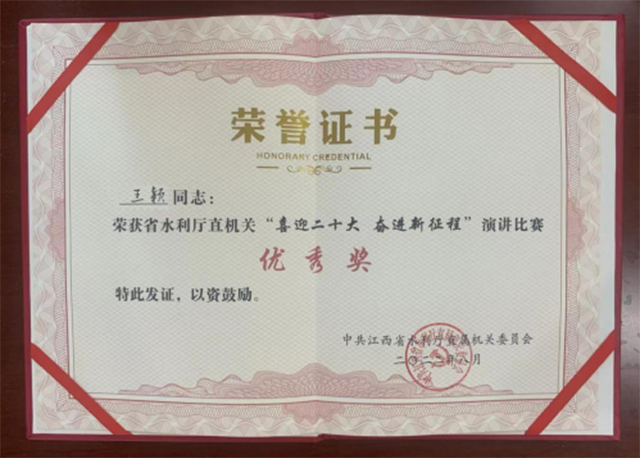 荣誉证书
HONORARY CREDENTIAL
王颖同志：
荣获省水利厅直机关“喜迎二十大 奋进新征程”演讲比赛
优秀奖
特此发证，以资鼓励。
中共江西省水利厅直属机关委员会
二〇二二年八月